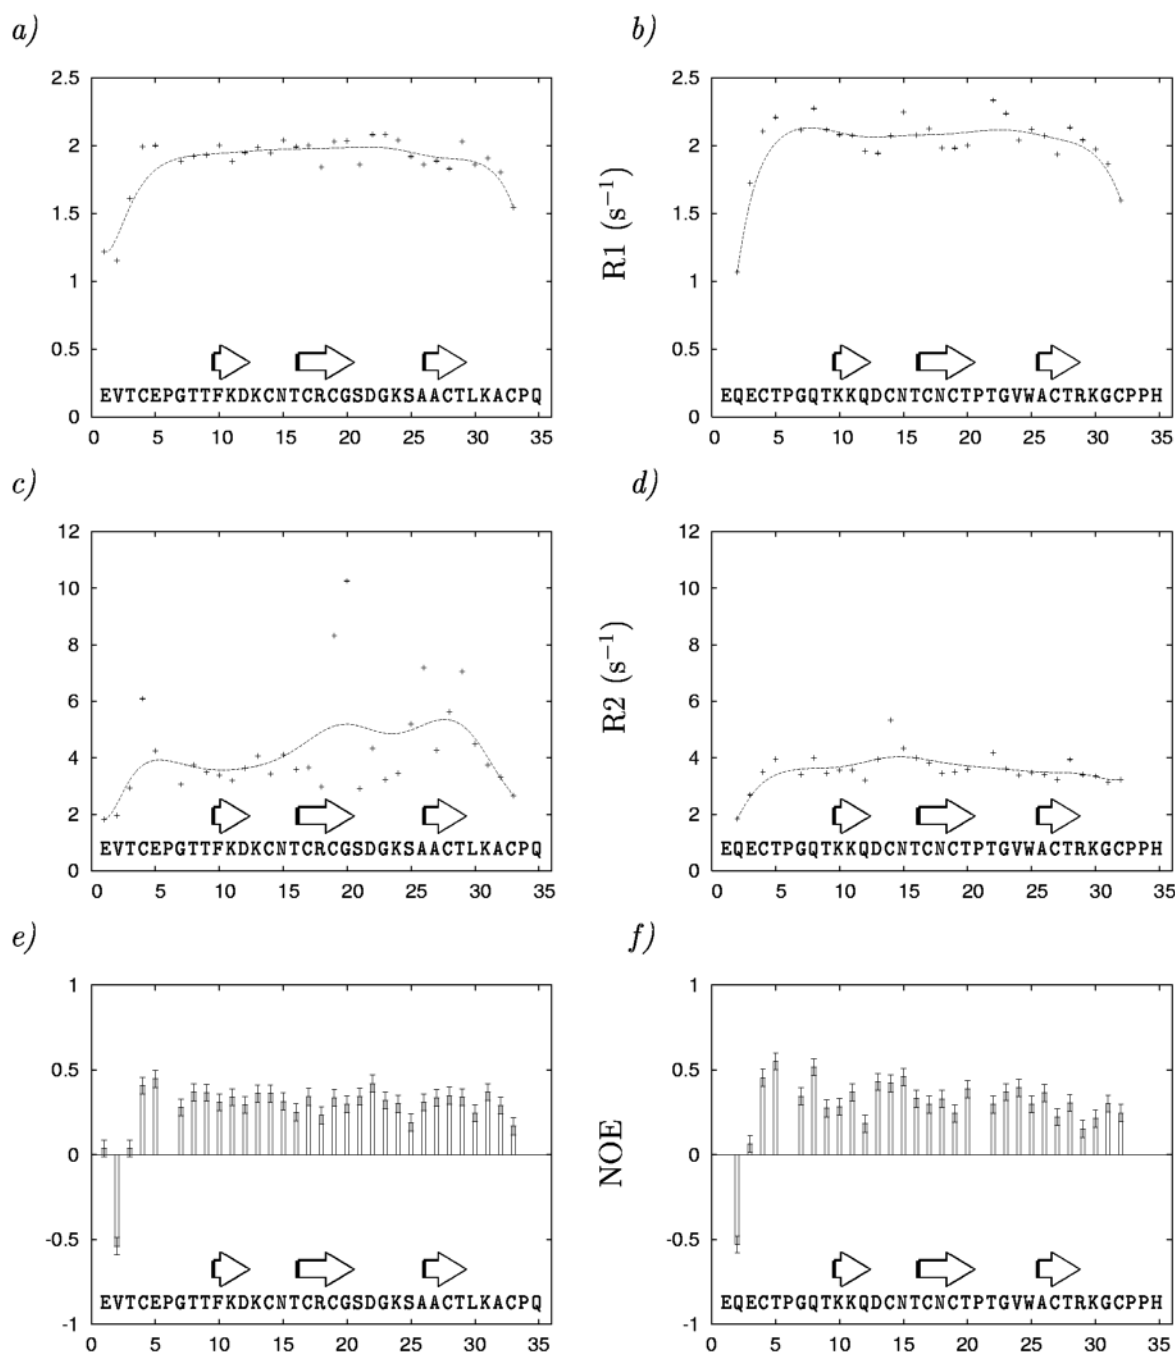 a)
b)
2.5
2
1.5
1
0.5
0
EVTCEPGTTFKDKCNTCRCGSDGKSAACTLKACPQ
0 5 10 15 20 25 30 35
R1 (s−1)
2.5
2
1.5
1
0.5
0
EQECTPGQTKKQDCNTCNCTPTGVWACTRKGCPPH
0 5 10 15 20 25 30 35
c)
d)
12
10
8
6
4
2
0
EVTCEPGTTFKDKCNTCRCGSDGKSAACTLKACPQ
0 5 10 15 20 25 30 35
R2 (s−1)
12
10
8
6
4
2
0
EQECTPGQTKKQDCNTCNCTPTGVWACTRKGCPPH
0 5 10 15 20 25 30 35
e)
f)
1
0.5
0
-0.5
-1
EVTCEPGTTFKDKCNTCRCGSDGKSAACTLKACPQ
0 5 10 15 20 25 30 35
NOE
1
0.5
0
-0.5
-1
EQECTPGQTKKQDCNTCNCTPTGVWACTRKGCPPH
0 5 10 15 20 25 30 35